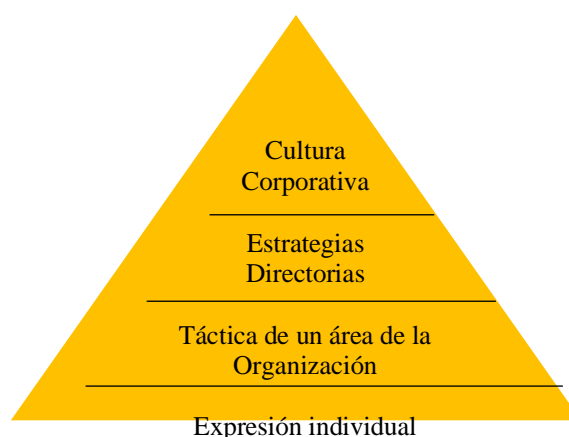 Cultura
Corporativa
Estrategias
Directorias
Táctica de un área de la
Organización
Expresión individual